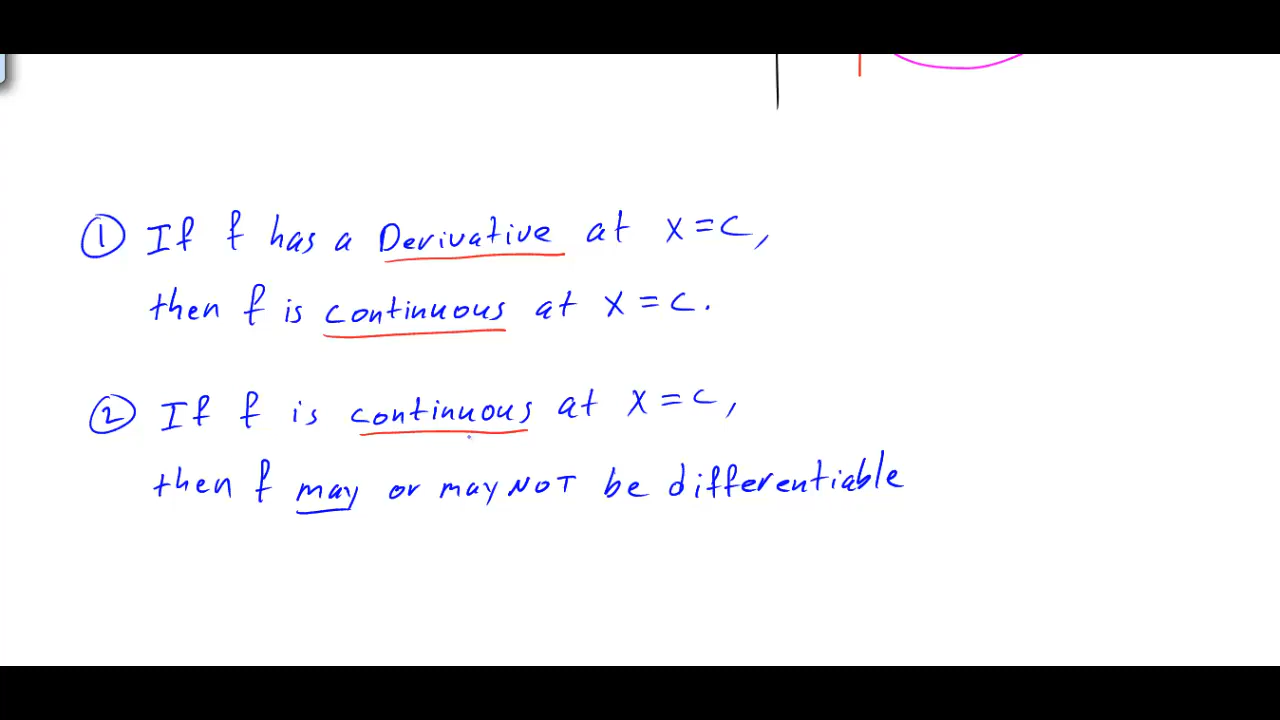 ① If f has a Derivative at x=c,
then f is continuous at x=c.
② If f is continuous at x=c,
then f may or may NOT be differentiable